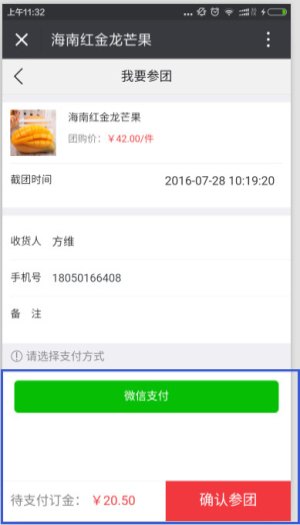 上午11:32
海南红金龙芒果
我要参团
海南红金龙芒果
团购价：￥42.00/件
截团时间 2016-07-28 10:19:20
收货人 方维
手机号 18050166408
备 注
请选择支付方式
微信支付
待支付订金：￥20.50
确认参团